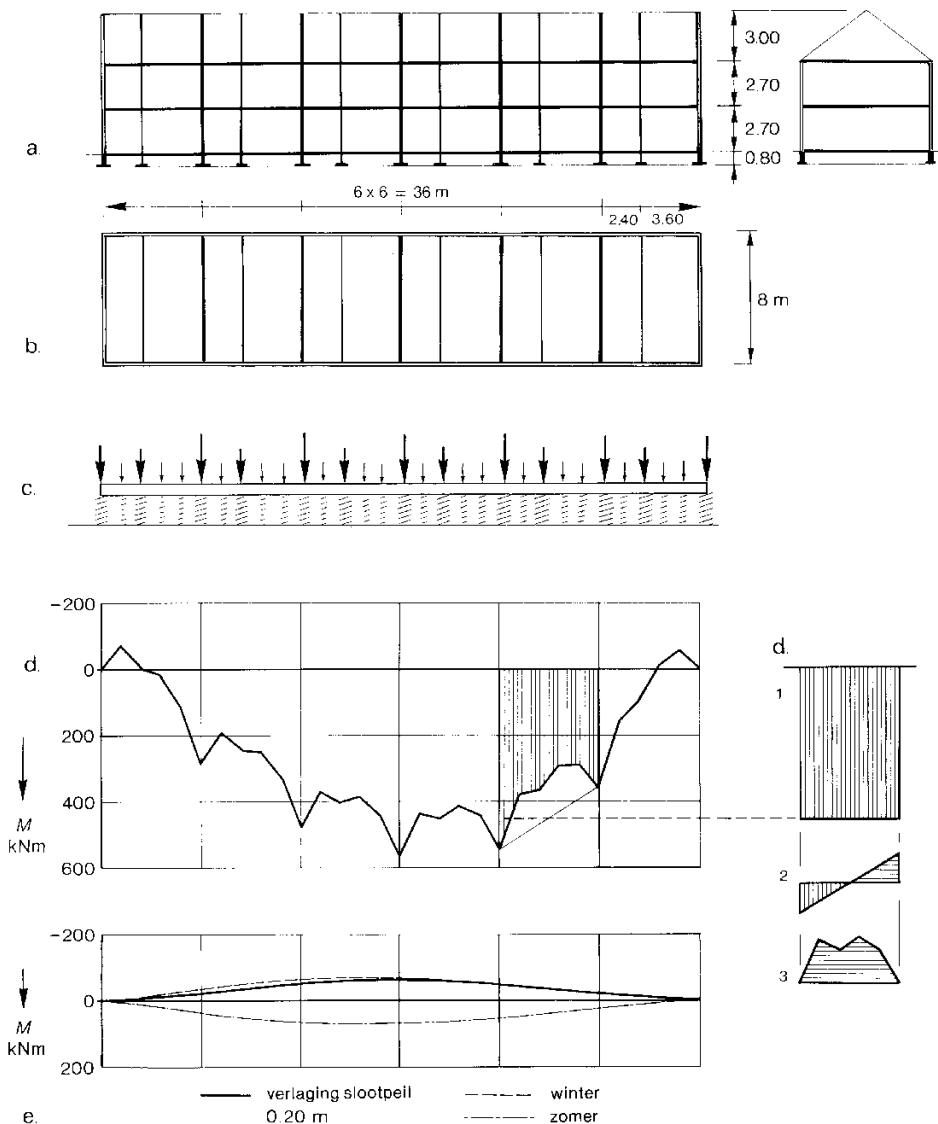 3.00
2.70
2.70
0.80
a.
6 x 6 = 36 m
2.40 3.60
8 m
b.
c.
-200
d.
0
200
400
600
M
kNm
d.
1
2
3
-200
0
200
M
kNm
e.
verlaging slootpeil
0.20 m
winter
zomer